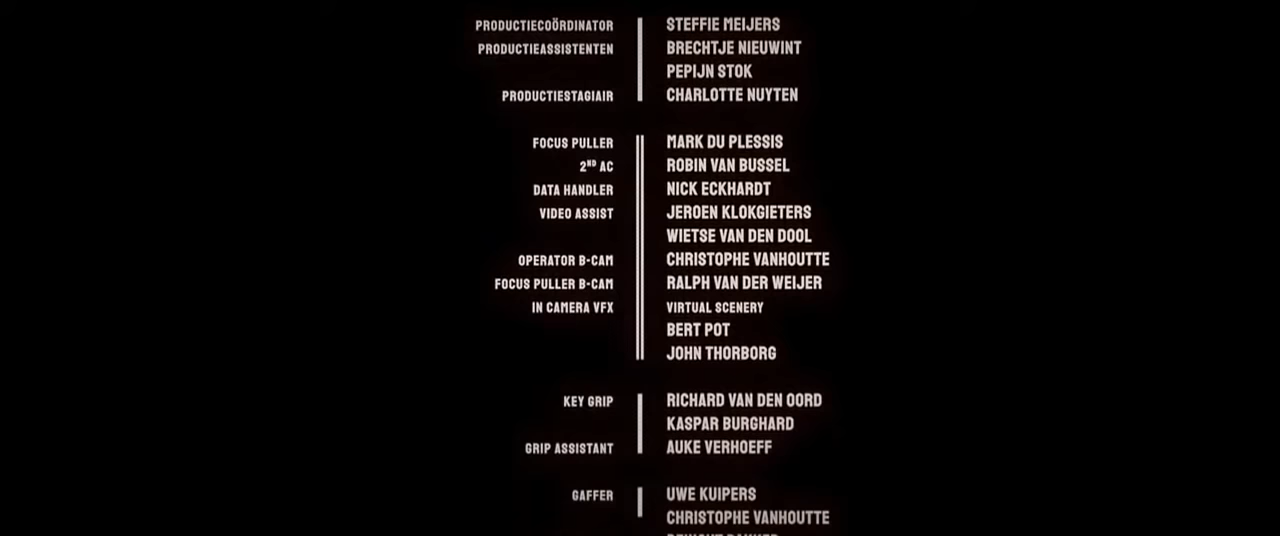 PRODUCTIECOÖRDINATOR STEFFIE MEIJERS
PRODUCTIEASSISTENTEN BRECHTJE NIEUWINT
PEPIJN STOK
PRODUCTIESTAGIAIR CHARLOTTE NUYTEN
FOCUS PULLER MARK DU PLESSIS
2ND AC ROBIN VAN BUSSEL
DATA HANDLER NICK ECKHARDT
VIDEO ASSIST JEROEN KLOKGIETERS
WIETSE VAN DEN DOOL
OPERATOR B-CAM CHRISTOPHE VANHOUTTE
FOCUS PULLER B-CAM RALPH VAN DER WEIJER
IN CAMERA VFX VIRTUAL SCENERY
BERT POT
JOHN THORBORG
KEY GRIP RICHARD VAN DEN OORD
KASPAR BURGHARD
GRIP ASSISTANT AUKE VERHOEFF
GAFFER UWE KUIPERS
CHRISTOPHE VANHOUTTE